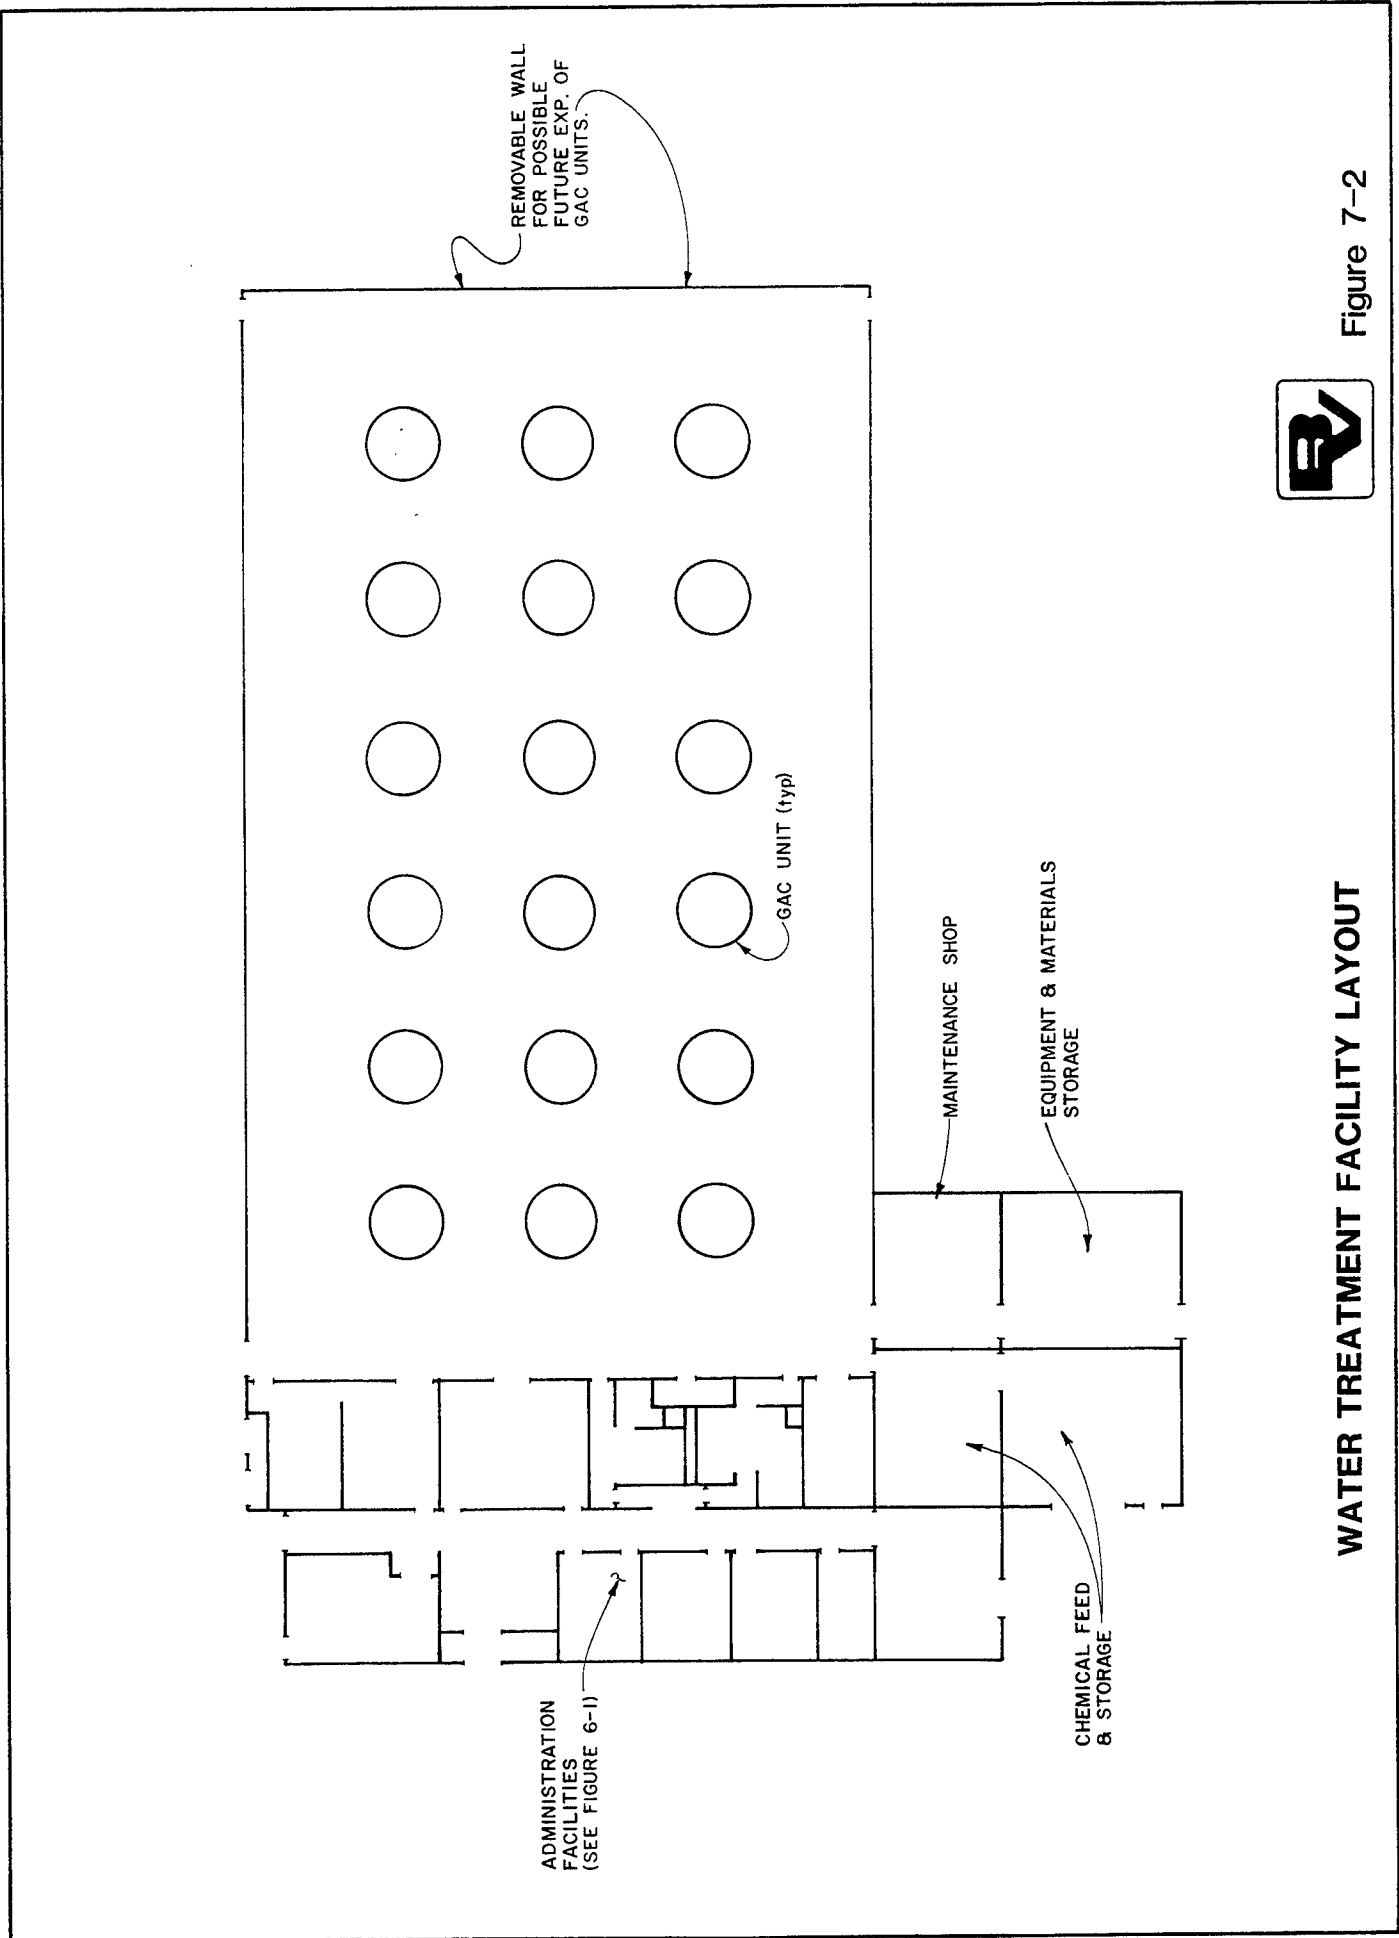 ADMINISTRATION
FACILITIES
(SEE FIGURE 6-1)
CHEMICAL FEED
& STORAGE
MAINTENANCE SHOP
EQUIPMENT & MATERIALS
STORAGE
GAC UNIT (typ)
REMOVABLE WALL
FOR POSSIBLE
FUTURE EXP. OF
GAC UNITS.
WATER TREATMENT FACILITY LAYOUT
BV
Figure 7-2